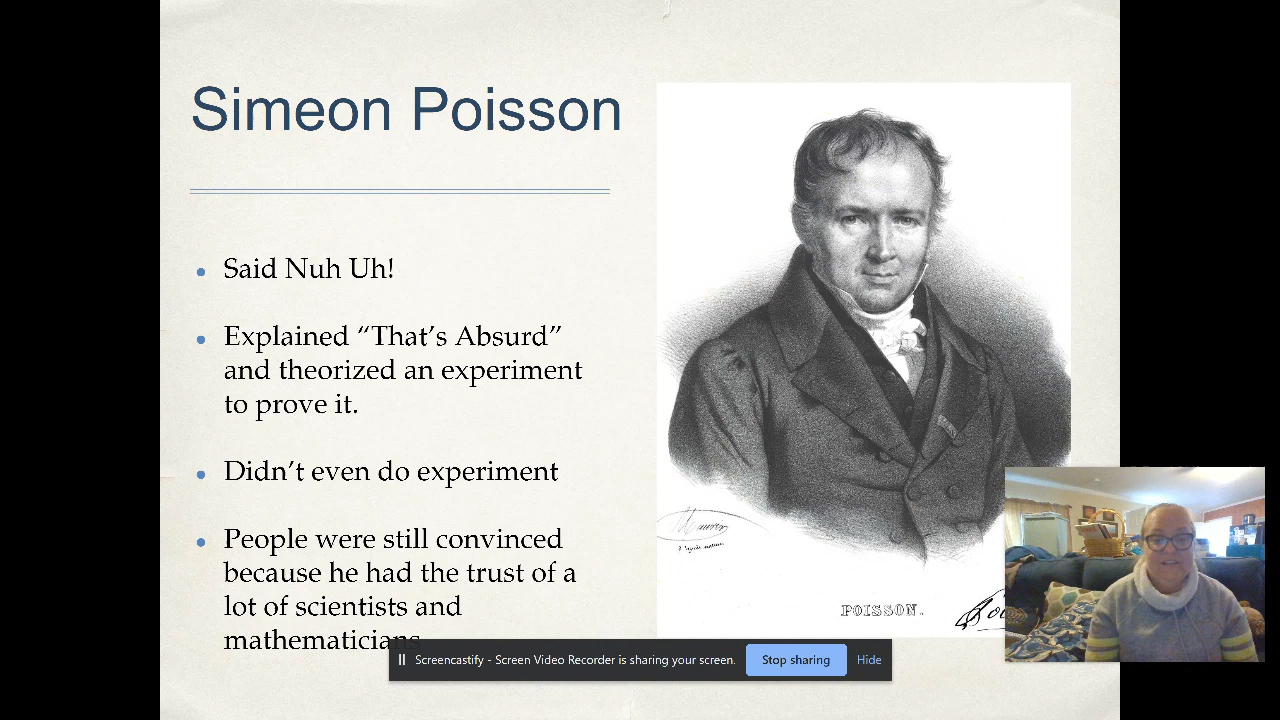 Simeon Poisson
• Said Nuh Uh!
• Explained “That’s Absurd”
and theorized an experiment
to prove it.
• Didn’t even do experiment
• People were still convinced
because he had the trust of a
lot of scientists and
mathematicians
POISSON.
Screencastify - Screen Video Recorder is sharing your screen.
Stop sharing
Hide